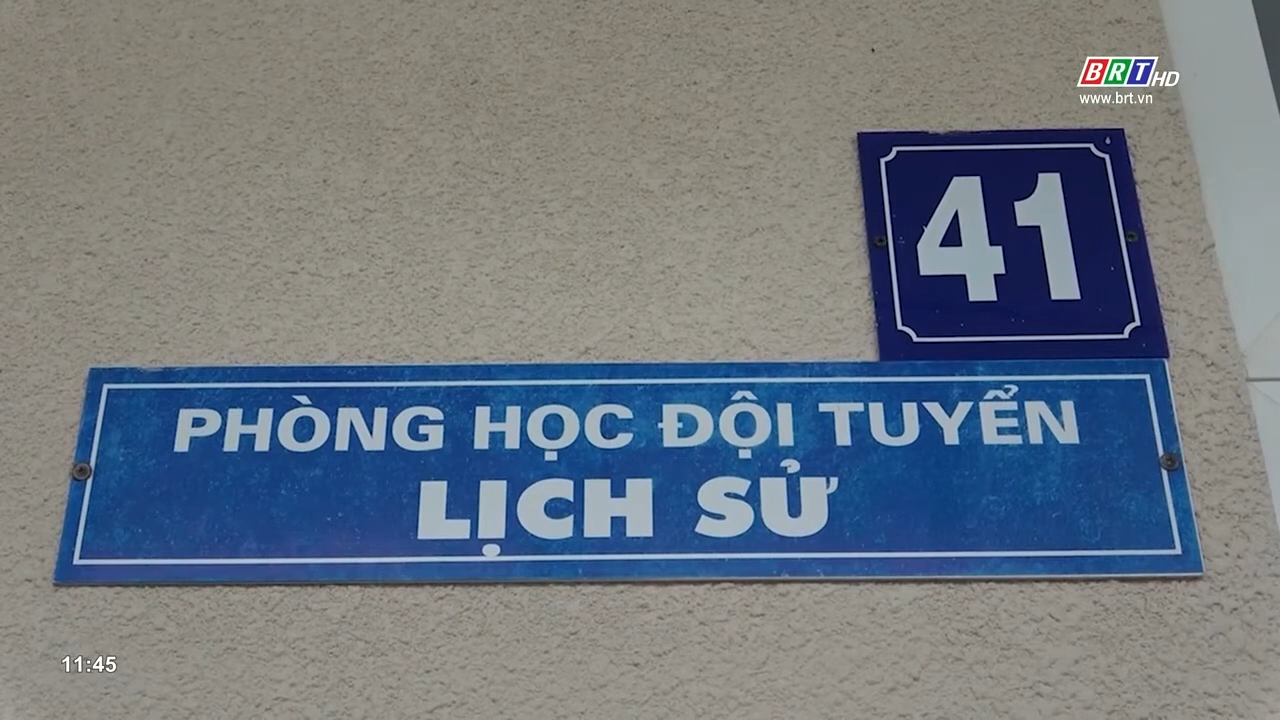 BRT HD
www.brt.vn
41
PHÒNG HỌC ĐỘI TUYỂN
LỊCH SỬ
11:45